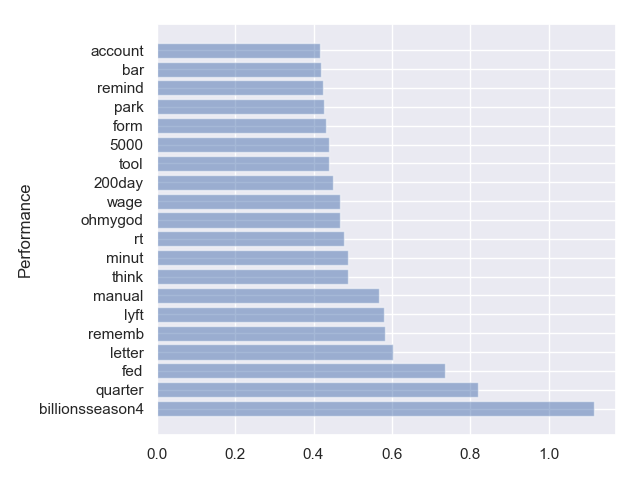 account
bar
remind
park
form
5000
tool
200day
wage
ohmygod
rt
minut
think
manual
lyft
rememb
letter
fed
quarter
billionsseason4
Performance
0.0 0.2 0.4 0.6 0.8 1.0